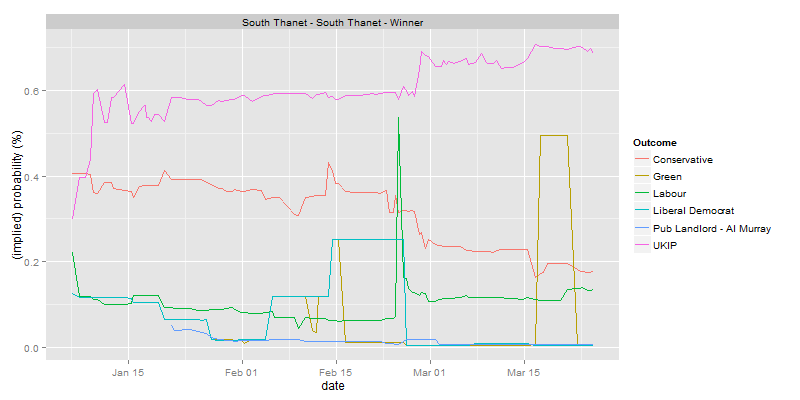 South Thanet - South Thanet - Winner
(implied) probability (%)
0.6
0.4
0.2
0.0
Jan 15
Feb 01
Feb 15
Mar 01
Mar 15
date
Outcome
Conservative
Green
Labour
Liberal Democrat
Pub Landlord - Al Murray
UKIP